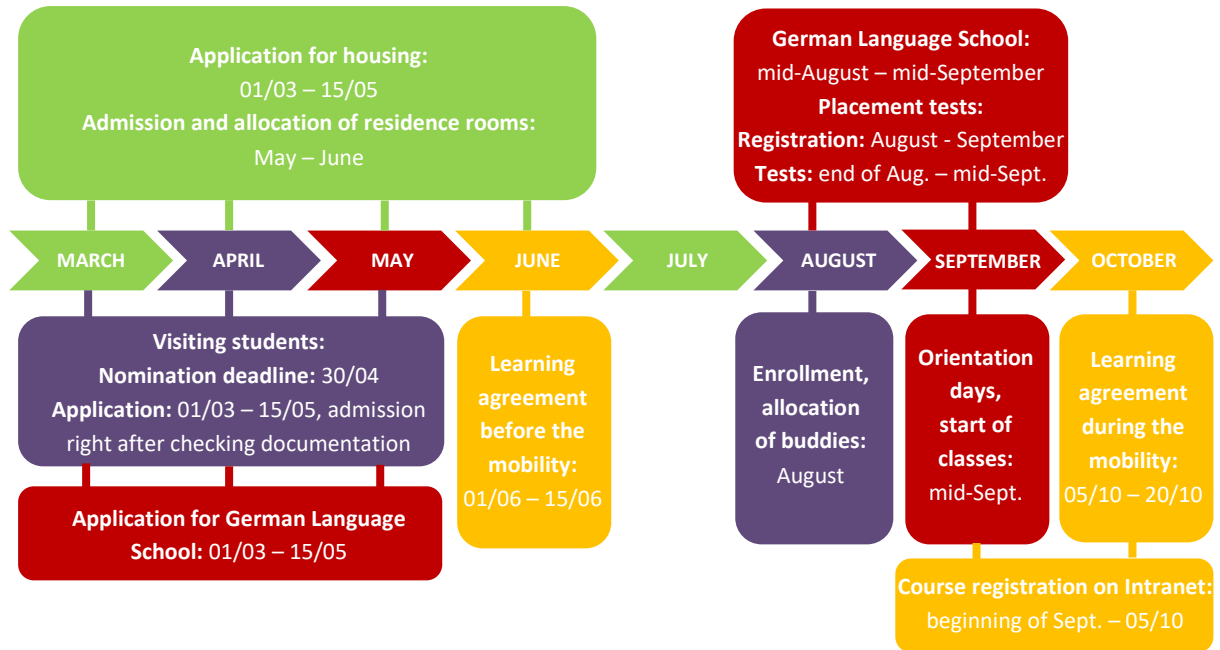 Application for housing:
01/03 – 15/05
Admission and allocation of residence rooms:
May – June
German Language School:
mid-August – mid-September
Placement tests:
Registration: August - September
Tests: end of Aug. – mid-Sept.
MARCH
APRIL
MAY
JUNE
JULY
AUGUST
SEPTEMBER
OCTOBER
Visiting students:
Nomination deadline: 30/04
Application: 01/03 – 15/05, admission
right after checking documentation
Application for German Language
School: 01/03 – 15/05
Learning
agreement
before the
mobility:
01/06 – 15/06
Enrollment,
allocation
of buddies:
August
Orientation
days,
start of
classes:
mid-Sept.
Learning
agreement
during the
mobility:
05/10 – 20/10
Course registration on Intranet:
beginning of Sept. – 05/10